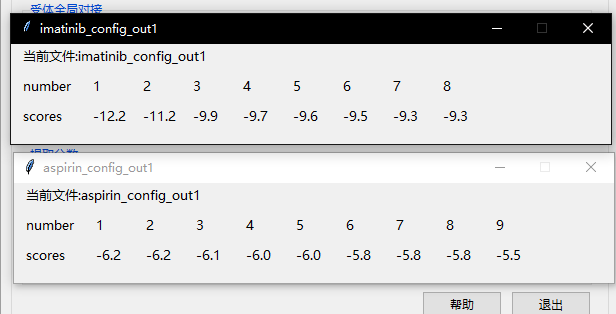 受体全局对接
imatinib_config_out1
当前文件:imatinib_config_out1
number 1 2 3 4 5 6 7 8
scores -12.2 -11.2 -9.9 -9.7 -9.6 -9.5 -9.3 -9.3
提取分数
aspirin_config_out1
当前文件:aspirin_config_out1
number 1 2 3 4 5 6 7 8 9
scores -6.2 -6.2 -6.1 -6.0 -6.0 -5.8 -5.8 -5.8 -5.5
帮助 退出